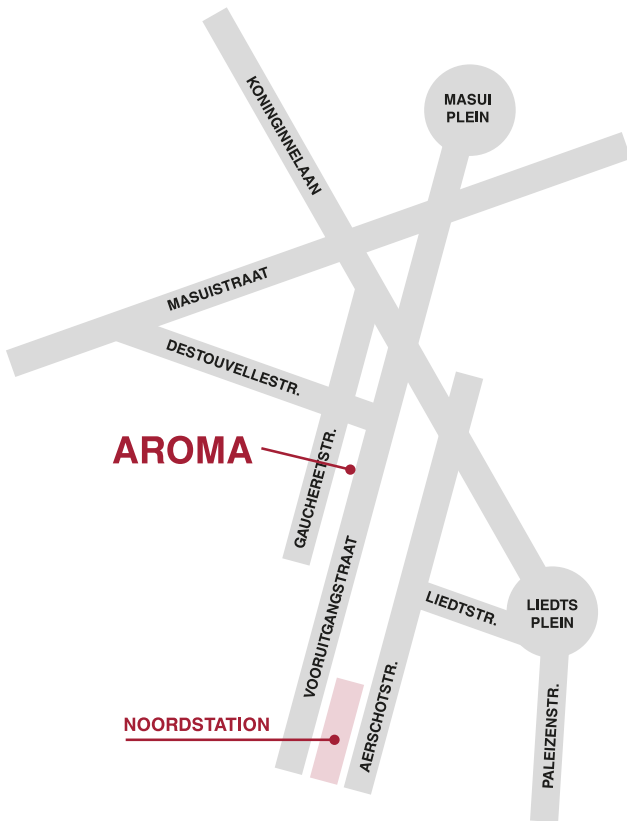 MASUI
PLEIN
KONINGINNELAAN
MASUISTRAAT
DESTOUVELLESTR.
AROMA
GAUCHERETSTR.
VOORUITGANGSTRAAT
LIEDTSTR.
LIEDTS
PLEIN
AERSCHOTSTR.
NOORDSTATION
PALEIZENSTR.